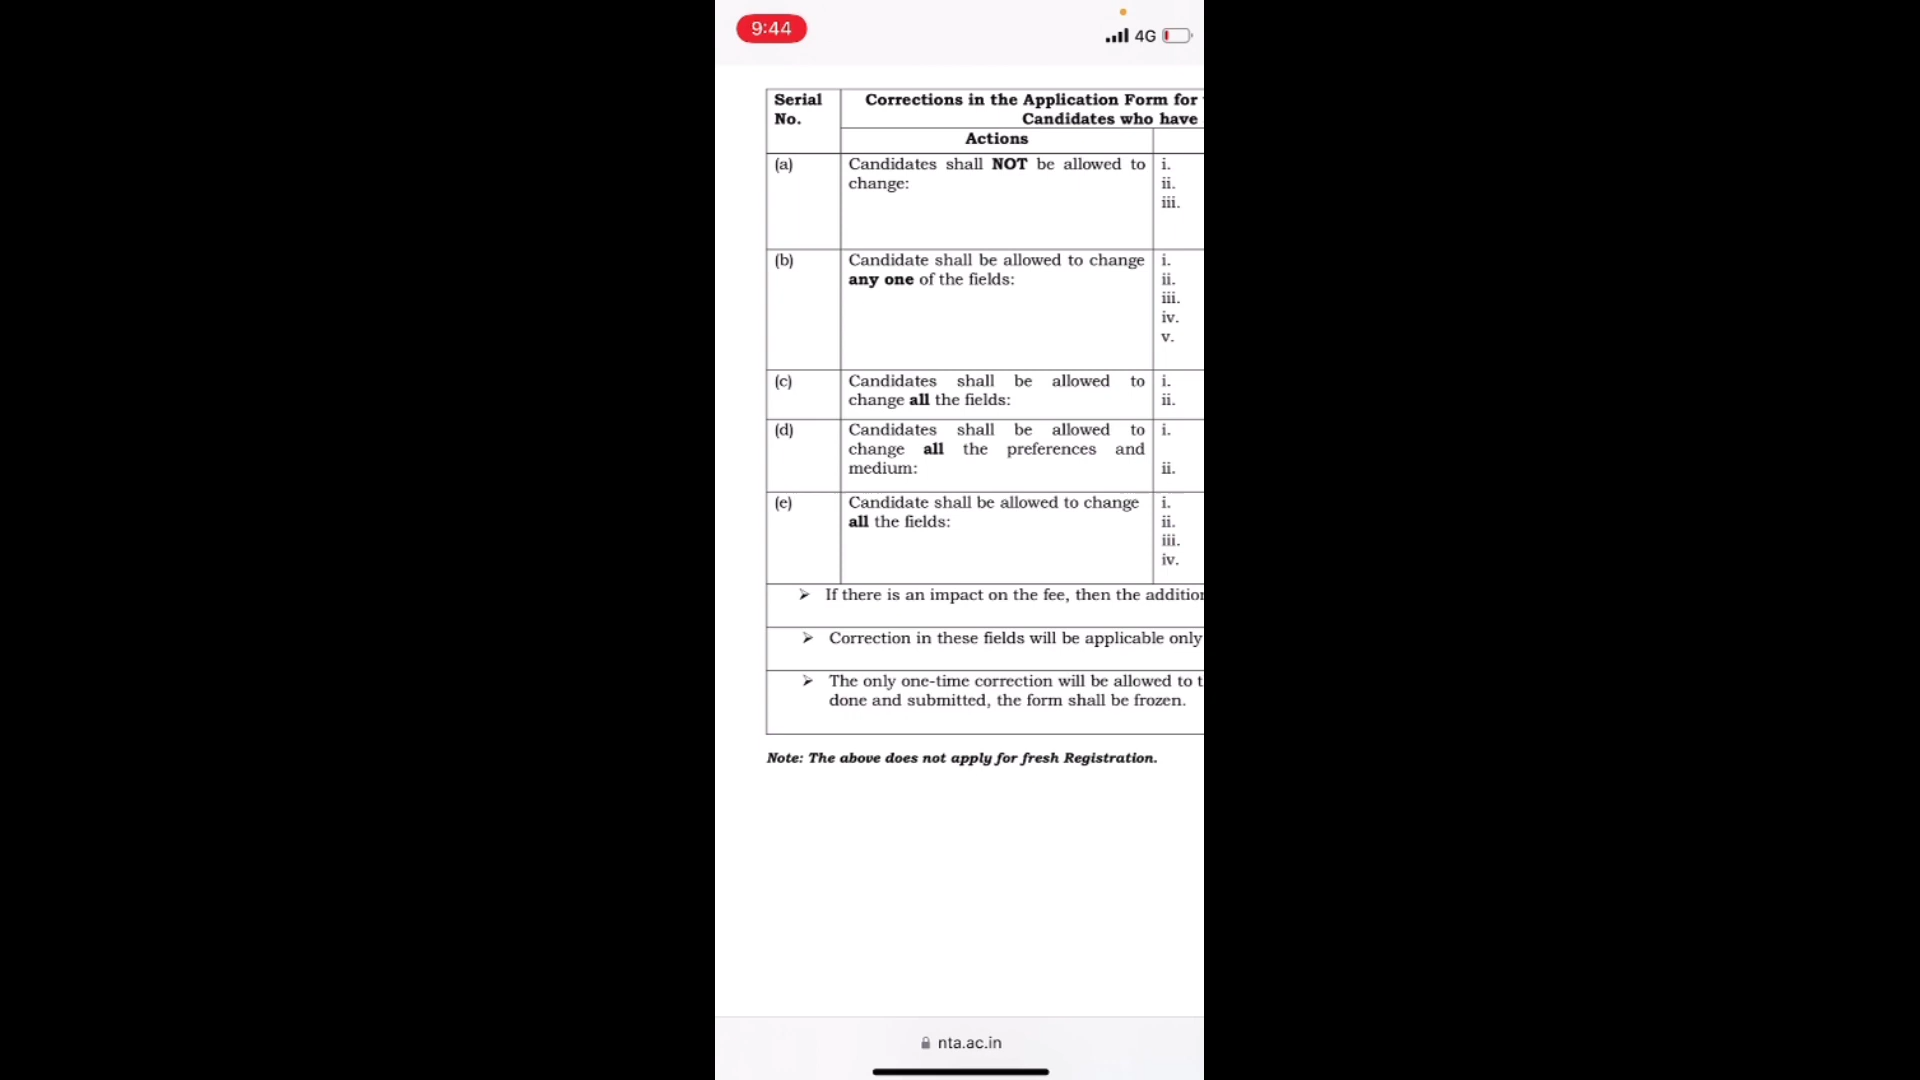 9:44
4G
Serial No.
Corrections in the Application Form for
Candidates who have
Actions
(a)
Candidates shall NOT be allowed to
change:
i.
ii.
iii.
(b)
Candidate shall be allowed to change
any one of the fields:
i.
ii.
iii.
iv.
v.
(c)
Candidates shall be allowed to
change all the fields:
i.
ii.
(d)
Candidates shall be allowed to
change all the preferences and
medium:
i.
ii.
(e)
Candidate shall be allowed to change
all the fields:
i.
ii.
iii.
iv.
➢ If there is an impact on the fee, then the
➢ Correction in these fields will be applicable only
➢ The only one-time correction will be allowed to
done and submitted, the form shall be frozen.
Note: The above does not apply for fresh Registration.
nta.ac.in